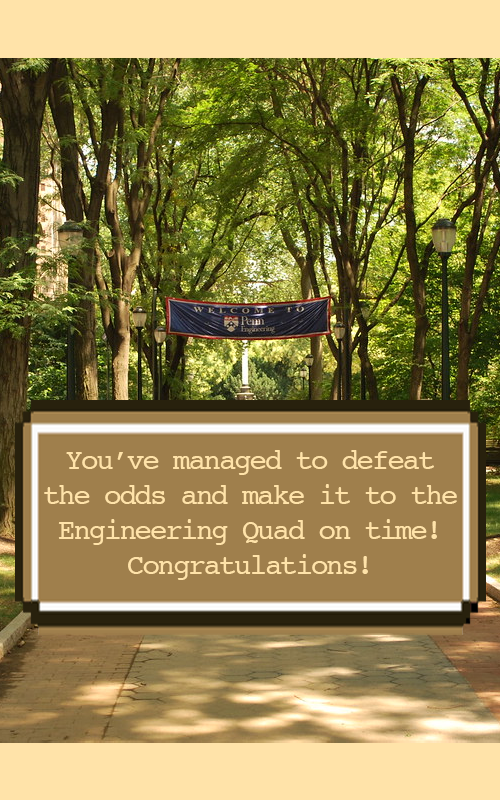 WELCOME TO
Penn
Engineering
You've managed to defeat
the odds and make it to the
Engineering Quad on time!
Congratulations!